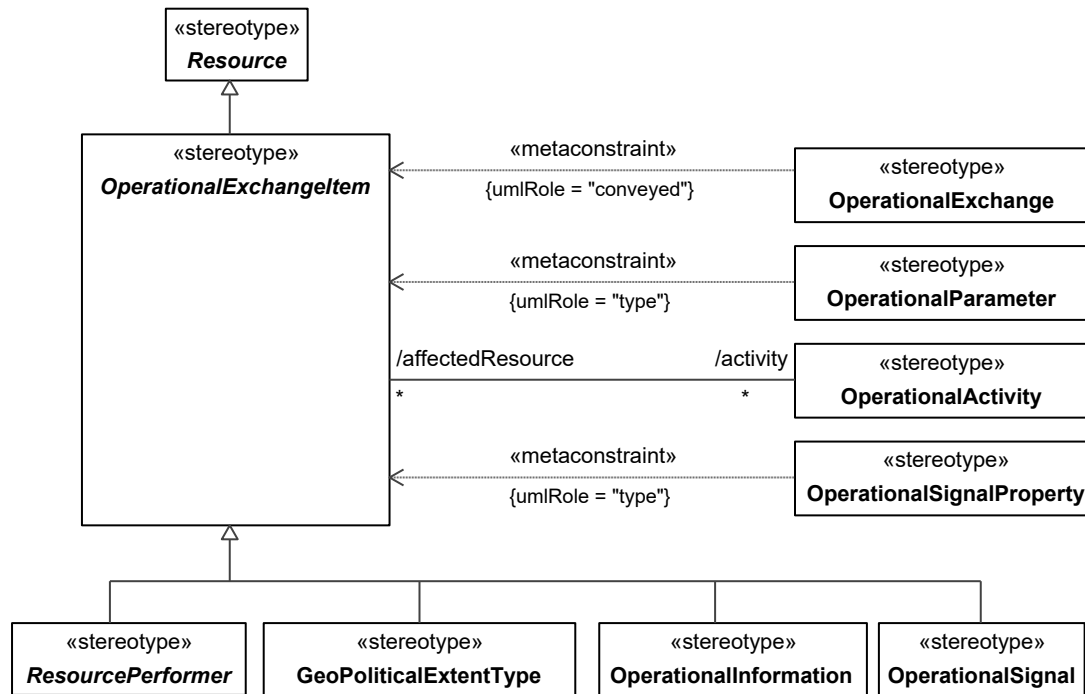 «stereotype»
Resource
«stereotype»
OperationalExchangeItem
«metaconstraint»
{umlRole = "conveyed"}
«stereotype»
OperationalExchange
«metaconstraint»
{umlRole = "type"}
«stereotype»
OperationalParameter
/affectedResource /activity
* *
«stereotype»
OperationalActivity
«metaconstraint»
{umlRole = "type"}
«stereotype»
OperationalSignalProperty
«stereotype»
ResourcePerformer
«stereotype»
GeoPoliticalExtentType
«stereotype»
OperationalInformation
«stereotype»
OperationalSignal